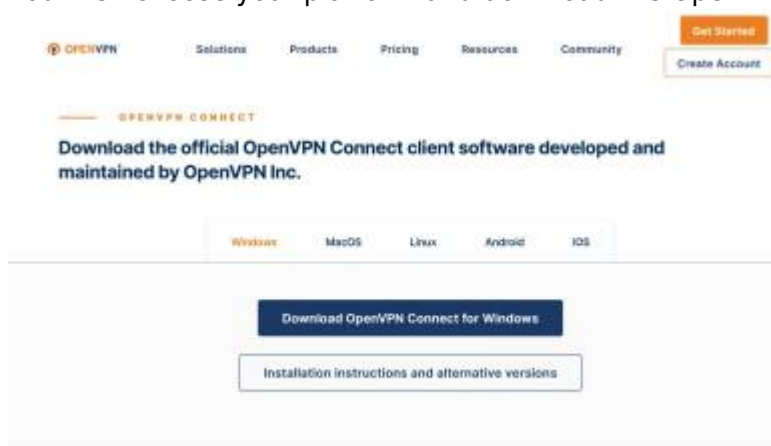 Get Started
OPENVPN Solutions Products Pricing Resources Community
Create Account
OPENVPN CONNECT
Download the official OpenVPN Connect client software developed and
maintained by OpenVPN Inc.
Windows MacOS Linux Android iOS
Download OpenVPN Connect for Windows
Installation instructions and alternative versions